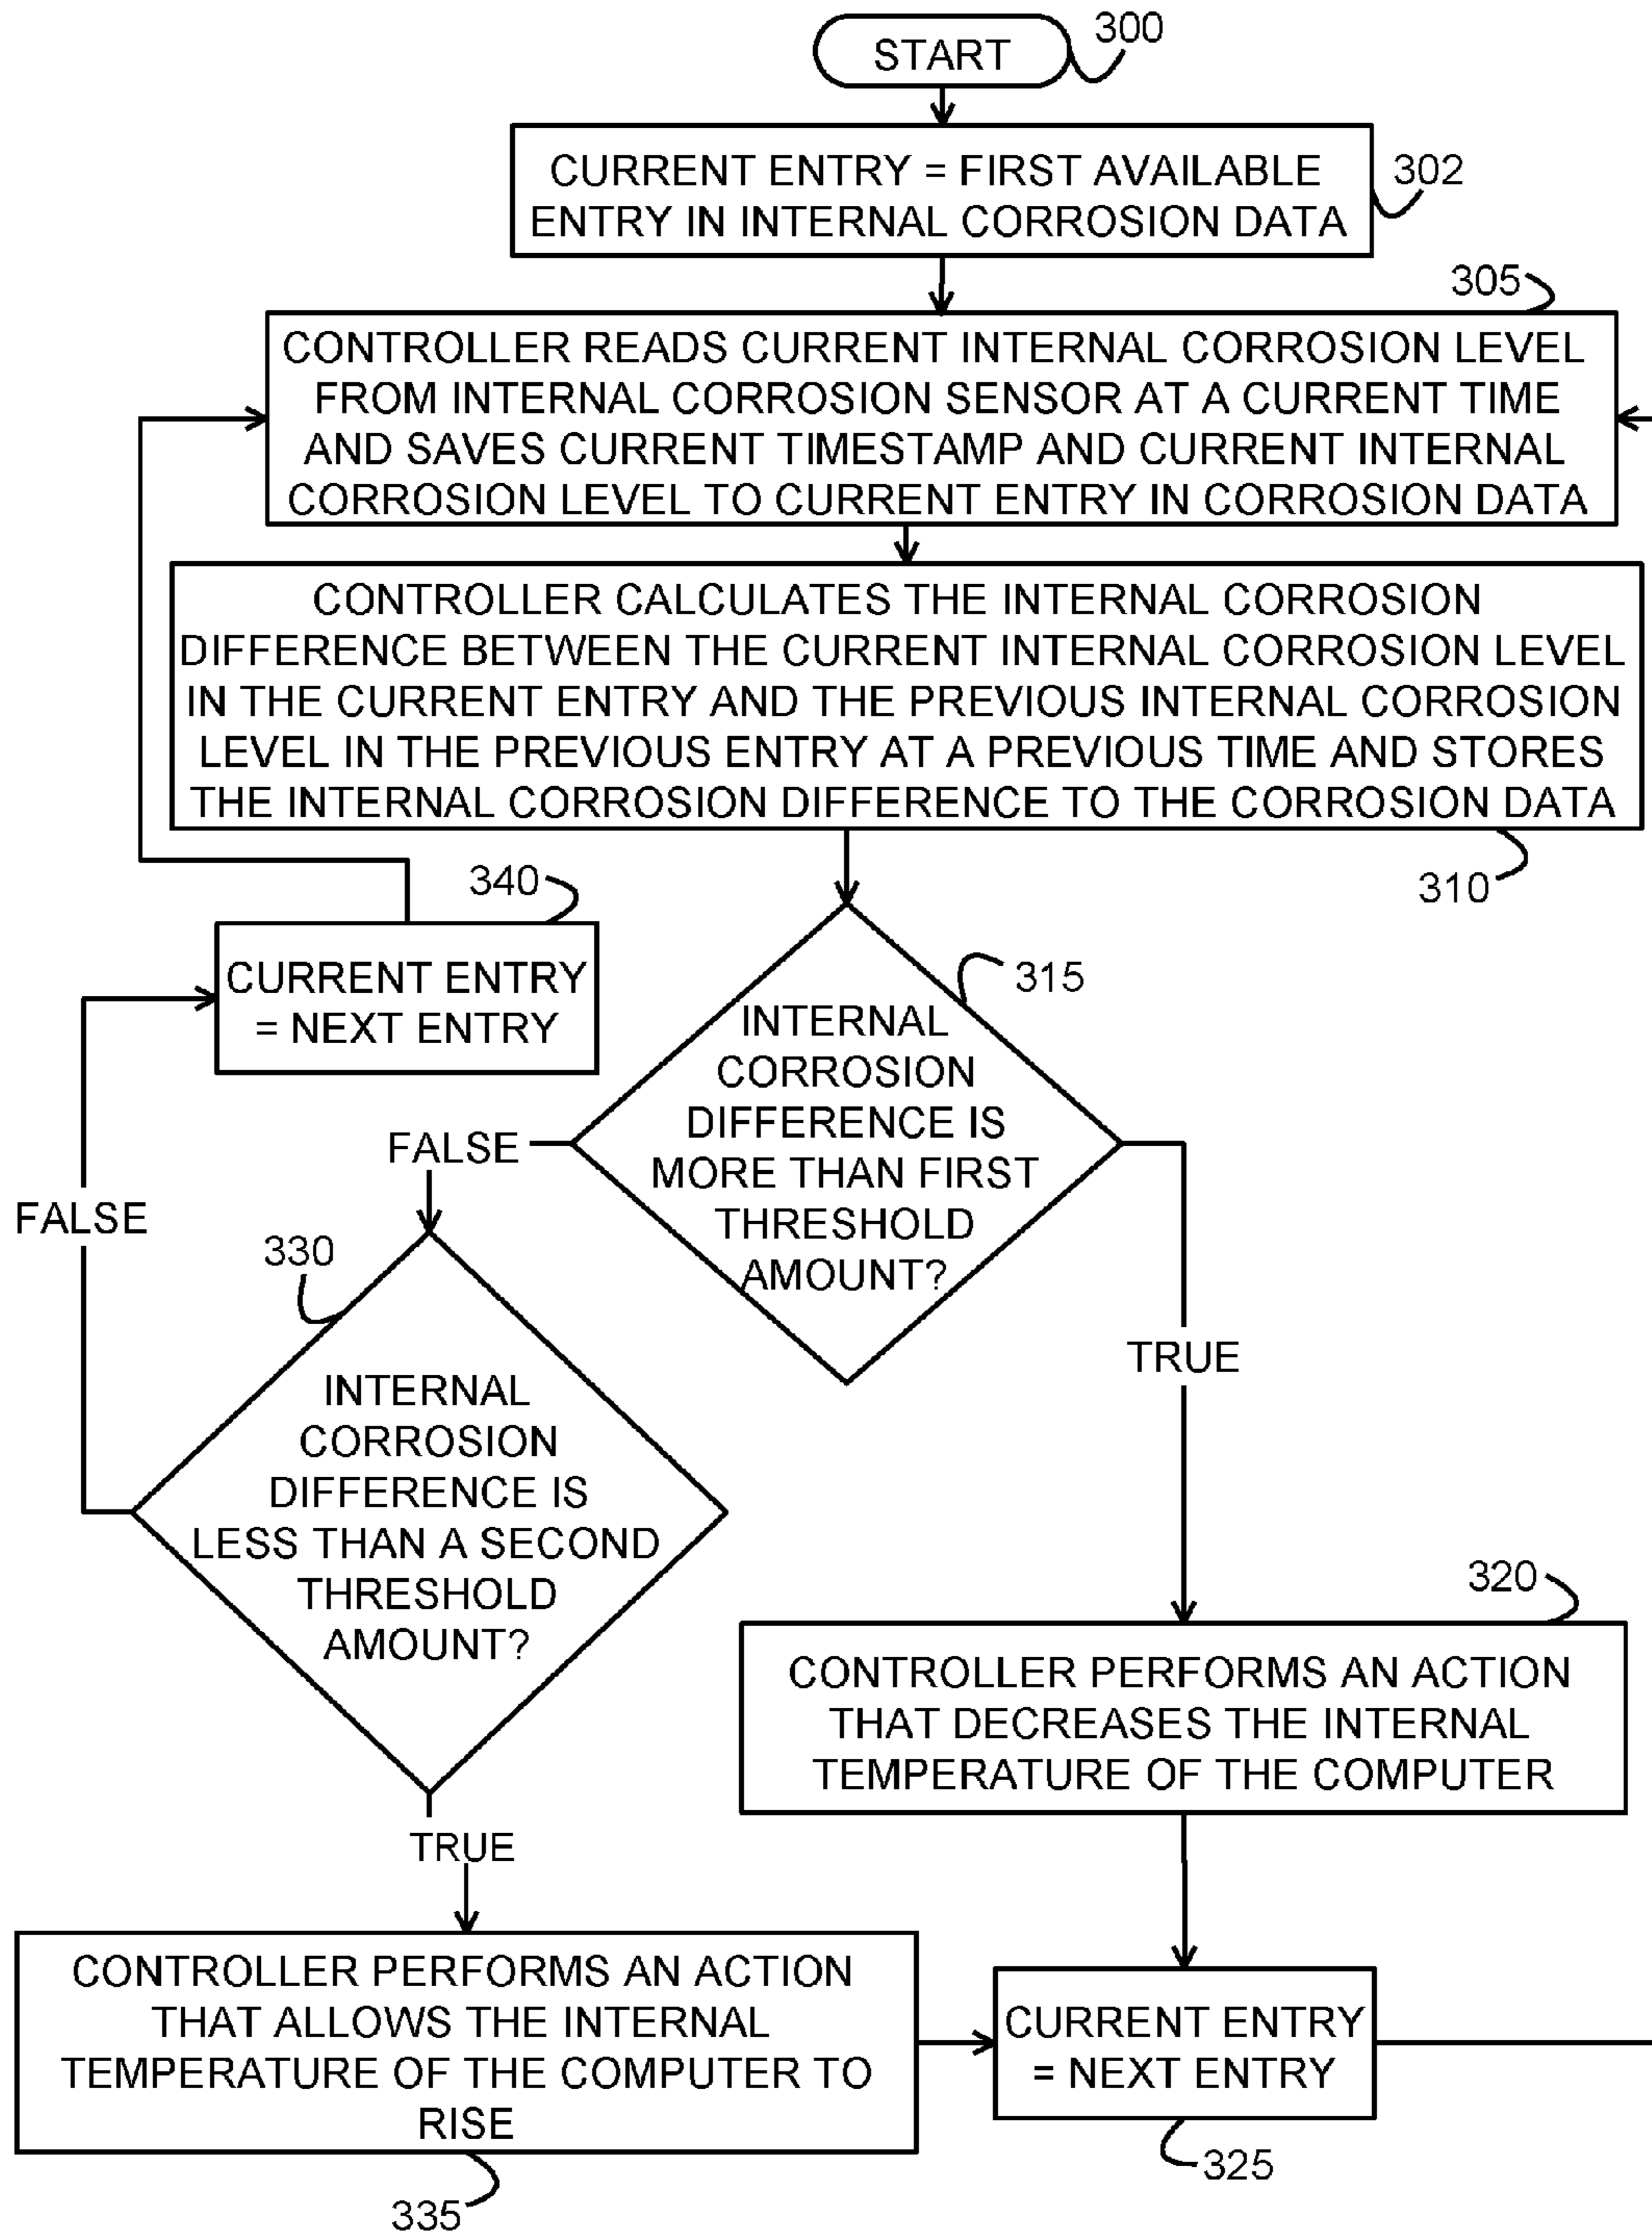 START
300
CURRENT ENTRY = FIRST AVAILABLE
ENTRY IN INTERNAL CORROSION DATA
302
305
CONTROLLER READS CURRENT INTERNAL CORROSION LEVEL
FROM INTERNAL CORROSION SENSOR AT A CURRENT TIME
AND SAVES CURRENT TIMESTAMP AND CURRENT INTERNAL
CORROSION LEVEL TO CURRENT ENTRY IN CORROSION DATA
CONTROLLER CALCULATES THE INTERNAL CORROSION
DIFFERENCE BETWEEN THE CURRENT INTERNAL CORROSION LEVEL
IN THE CURRENT ENTRY AND THE PREVIOUS INTERNAL CORROSION
LEVEL IN THE PREVIOUS ENTRY AT A PREVIOUS TIME AND STORES
THE INTERNAL CORROSION DIFFERENCE TO THE CORROSION DATA
310
340
CURRENT ENTRY
= NEXT ENTRY
315
INTERNAL
CORROSION
DIFFERENCE IS
MORE THAN FIRST
THRESHOLD
AMOUNT?
FALSE
FALSE
TRUE
330
INTERNAL
CORROSION
DIFFERENCE IS
LESS THAN A SECOND
THRESHOLD
AMOUNT?
TRUE
320
CONTROLLER PERFORMS AN ACTION
THAT DECREASES THE INTERNAL
TEMPERATURE OF THE COMPUTER
CONTROLLER PERFORMS AN ACTION
THAT ALLOWS THE INTERNAL
TEMPERATURE OF THE COMPUTER TO
RISE
335
CURRENT ENTRY
= NEXT ENTRY
325